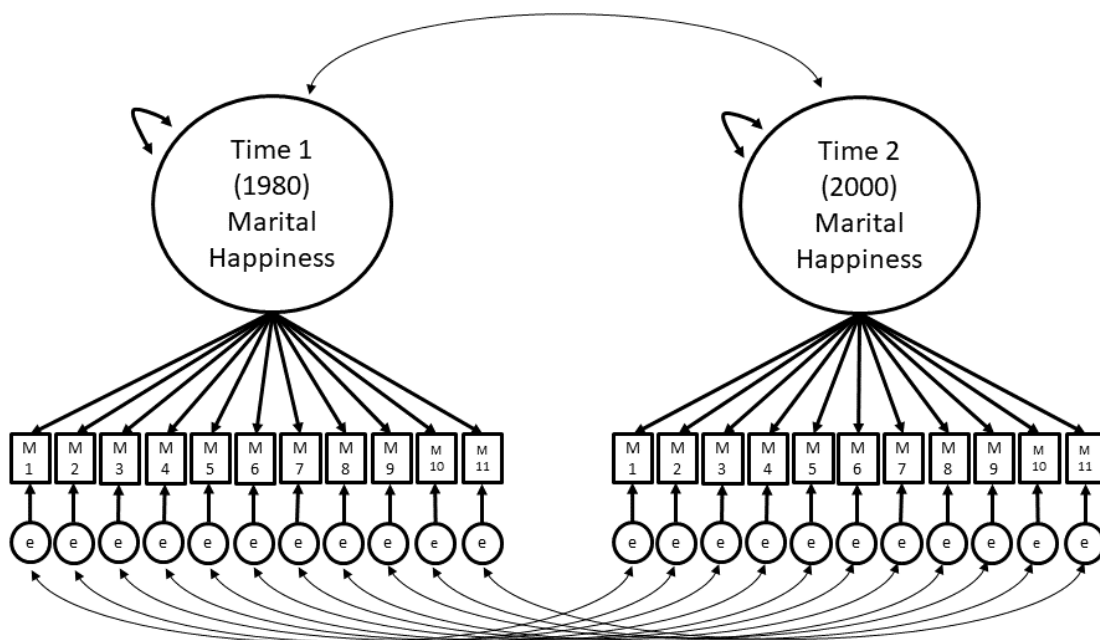 Time 1
(1980)
Marital
Happiness
Time 2
(2000)
Marital
Happiness
M M M M M M M M M M M
1 2 3 4 5 6 7 8 9 10 11
M M M M M M M M M M M
1 2 3 4 5 6 7 8 9 10 11
e e e e e e e e e e e
e e e e e e e e e e e